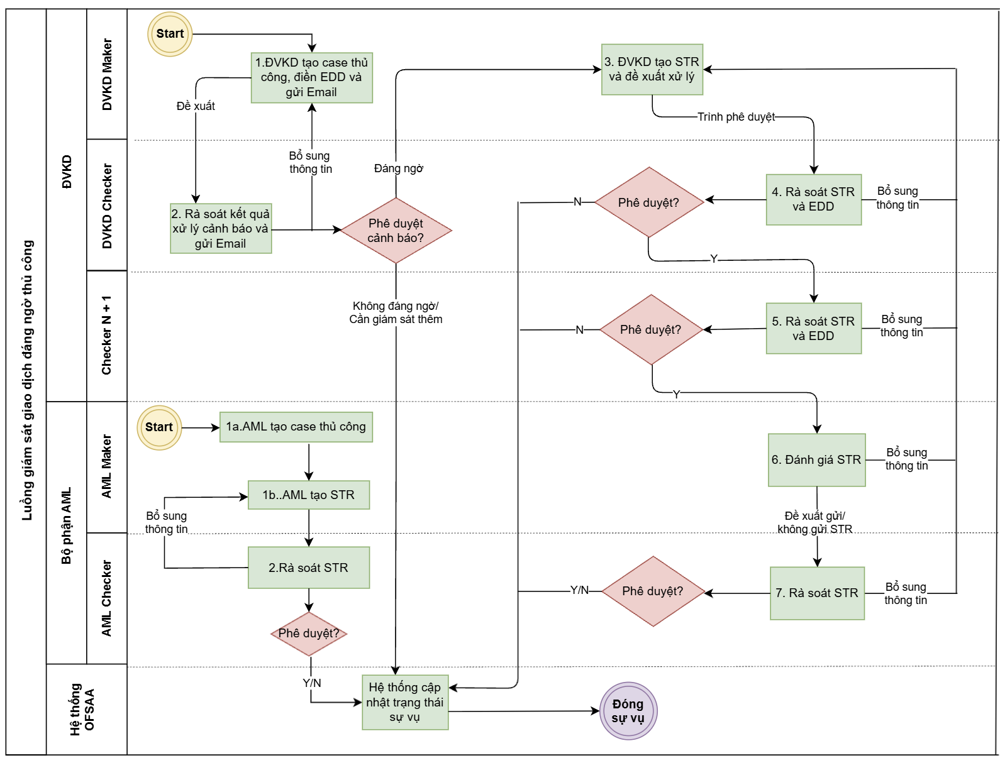 Luồng giám sát giao dịch dáng ngờ thủ công
ĐVKD
DVKD Maker
DVKD Checker
Checker N + 1
Bộ phận AML
AML Maker
AML Checker
Hệ thống
OFSAA
Start
1.ĐVKD tạo case thủ
công, điền EDD và
gửi Email
Đề xuất
Bổ sung
thông tin
2. Rà soát kết quả
xử lý cảnh báo và
gửi Email
Phê duyệt
cảnh báo?
Đáng ngờ
Không đáng ngờ/
Cần giám sát thêm
3. ĐVKD tạo STR
và đề xuất xử lý
Trình phê duyệt
4. Rà soát STR
và EDD
Bổ sung
thông tin
Phê duyệt?
N
Y
5. Rà soát STR
và EDD
Bổ sung
thông tin
Phê duyệt?
N
Y
Start
1a.AML tạo case thủ công
1b..AML tạo STR
Bổ sung
thông tin
2.Rà soát STR
Phê duyệt?
Y/N
6. Đánh giá STR
Bổ sung
thông tin
Đề xuất gửi/
không gửi STR
7. Rà soát STR
Bổ sung
thông tin
Phê duyệt?
Y/N
Hệ thống cập
nhật trạng thái
sự vụ
Đóng
sự vụ